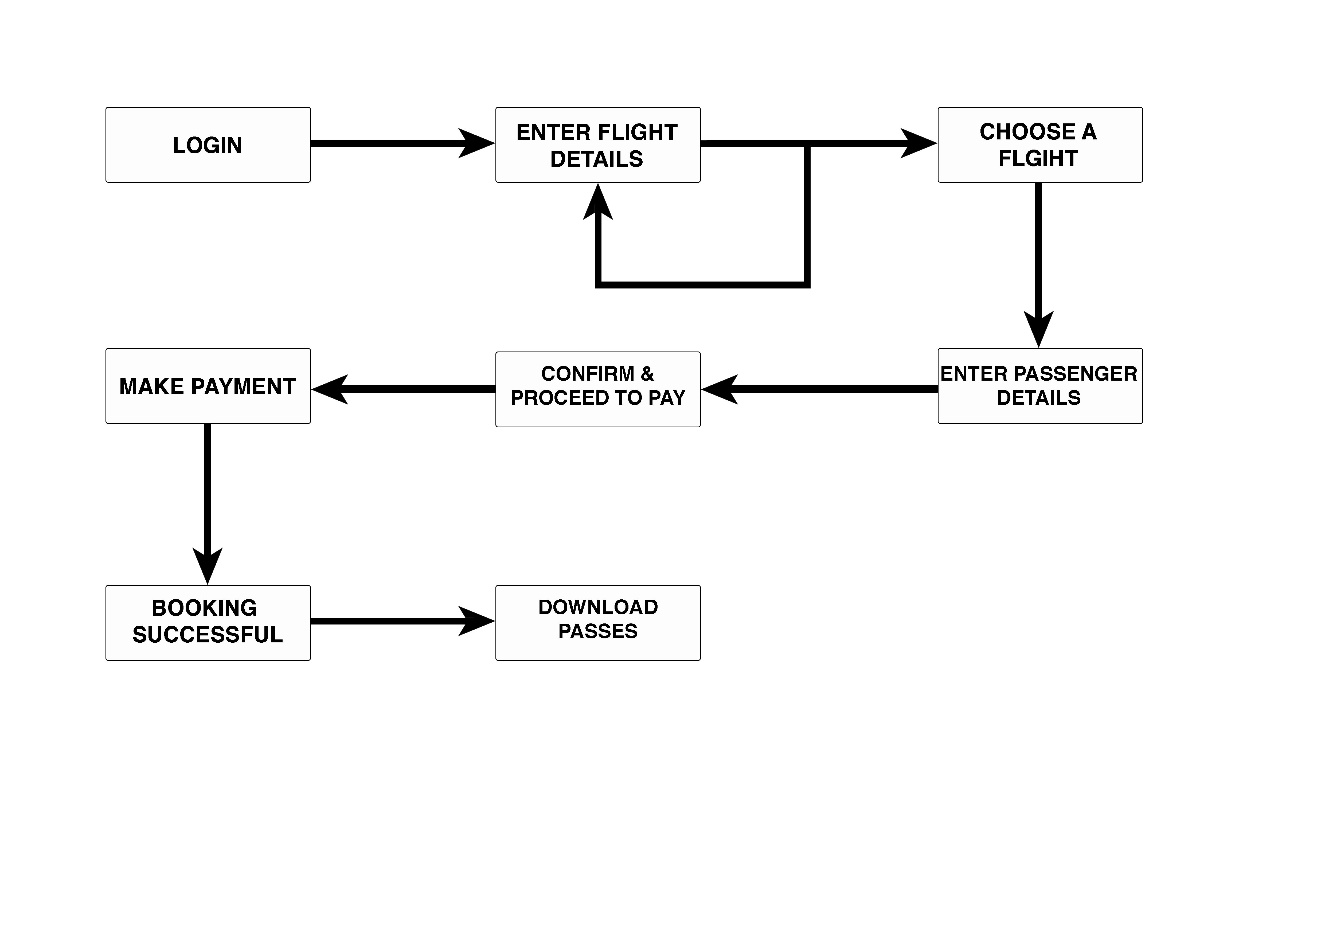 LOGIN
ENTER FLIGHT
DETAILS
CHOOSE A
FLGIHT
MAKE PAYMENT
CONFIRM &
PROCEED TO PAY
ENTER PASSENGER
DETAILS
BOOKING
SUCCESSFUL
DOWNLOAD
PASSES